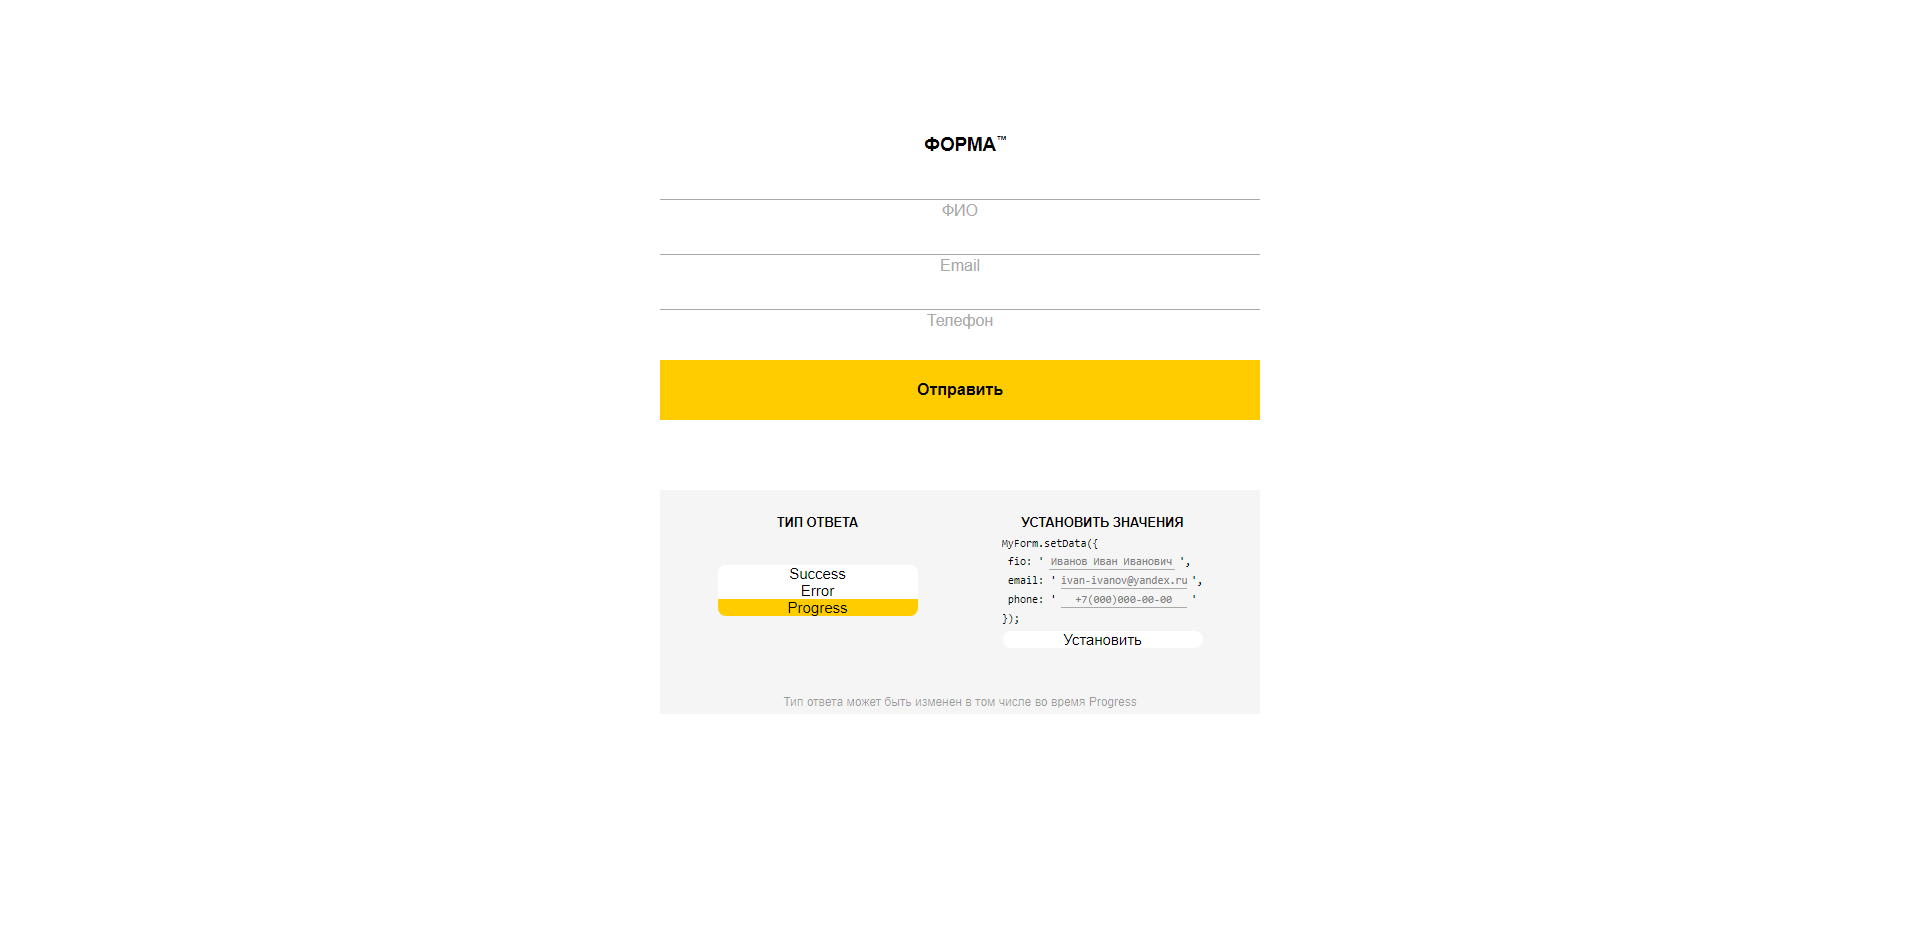 ФОРМА™
ФИО
Email
Телефон
Отправить
ТИП ОТВЕТА
Success
Error
Progress
УСТАНОВИТЬ ЗНАЧЕНИЯ
MyForm.setData({
fio: ' Иванов Иван Иванович ',
email: ' ivan-ivanov@yandex.ru ',
phone: ' +7(000)000-00-00 '
});
Установить
Тип ответа может быть изменен в том числе во время Progress